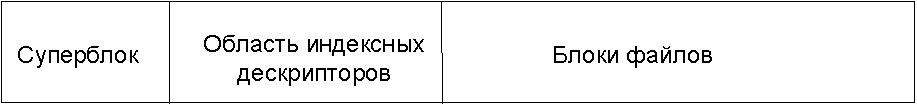 Суперблок
Область индексных
дескрипторов
Блоки файлов